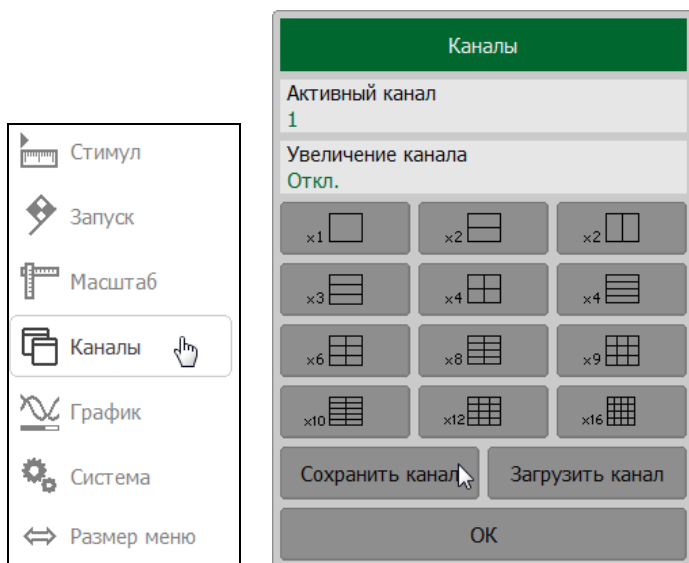 Стимул
Запуск
Масштаб
Каналы
График
Система
Размер меню
Каналы
Активный канал
1
Увеличение канала
Откл.
x1 x2 x2
x3 x4 x4
x6 x8 x9
x10 x12 x16
Сохранить канал Загрузить канал
ОК